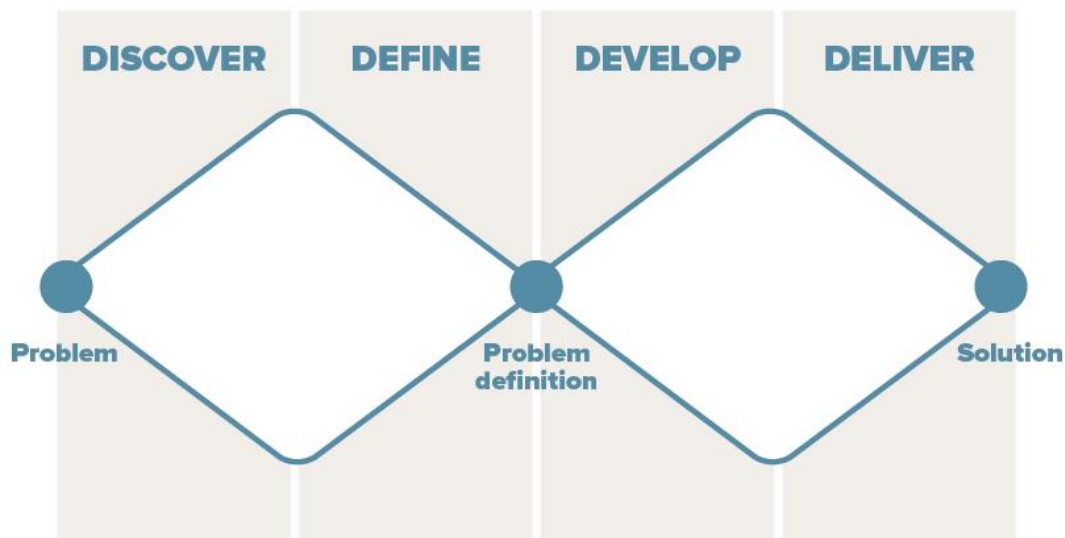 DISCOVER
DEFINE
DEVELOP
DELIVER
Problem
Problem
definition
Solution